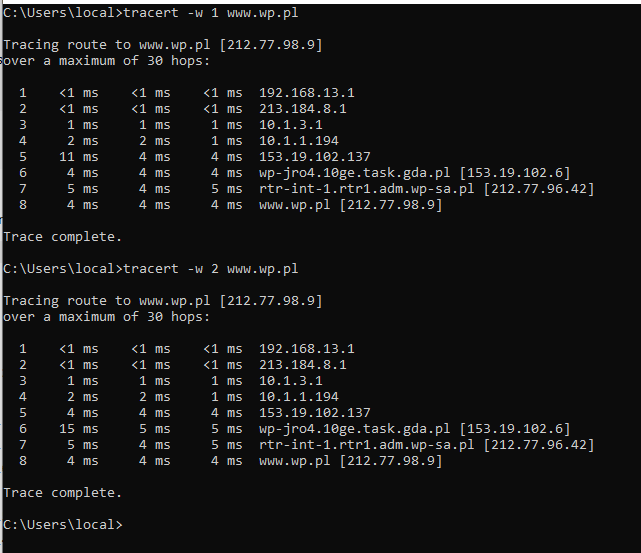 C:\Users\local>tracert -w 1 www.wp.pl
Tracing route to www.wp.pl [212.77.98.9]
over a maximum of 30 hops:
1 <1 ms <1 ms <1 ms 192.168.13.1
2 <1 ms <1 ms <1 ms 213.184.8.1
3 1 ms 1 ms 1 ms 10.1.3.1
4 2 ms 2 ms 1 ms 10.1.1.194
5 11 ms 4 ms 4 ms 153.19.102.137
6 4 ms 4 ms 4 ms wp-jro4.10ge.task.gda.pl [153.19.102.6]
7 5 ms 4 ms 5 ms rtr-int-1.rtr1.adm.wp-sa.pl [212.77.96.42]
8 4 ms 4 ms 4 ms www.wp.pl [212.77.98.9]
Trace complete.
C:\Users\local>tracert -w 2 www.wp.pl
Tracing route to www.wp.pl [212.77.98.9]
over a maximum of 30 hops:
1 <1 ms <1 ms <1 ms 192.168.13.1
2 <1 ms <1 ms <1 ms 213.184.8.1
3 1 ms 1 ms 1 ms 10.1.3.1
4 2 ms 2 ms 1 ms 10.1.1.194
5 4 ms 4 ms 4 ms 153.19.102.137
6 15 ms 5 ms 5 ms wp-jro4.10ge.task.gda.pl [153.19.102.6]
7 5 ms 4 ms 5 ms rtr-int-1.rtr1.adm.wp-sa.pl [212.77.96.42]
8 4 ms 4 ms 4 ms www.wp.pl [212.77.98.9]
Trace complete.
C:\Users\local>